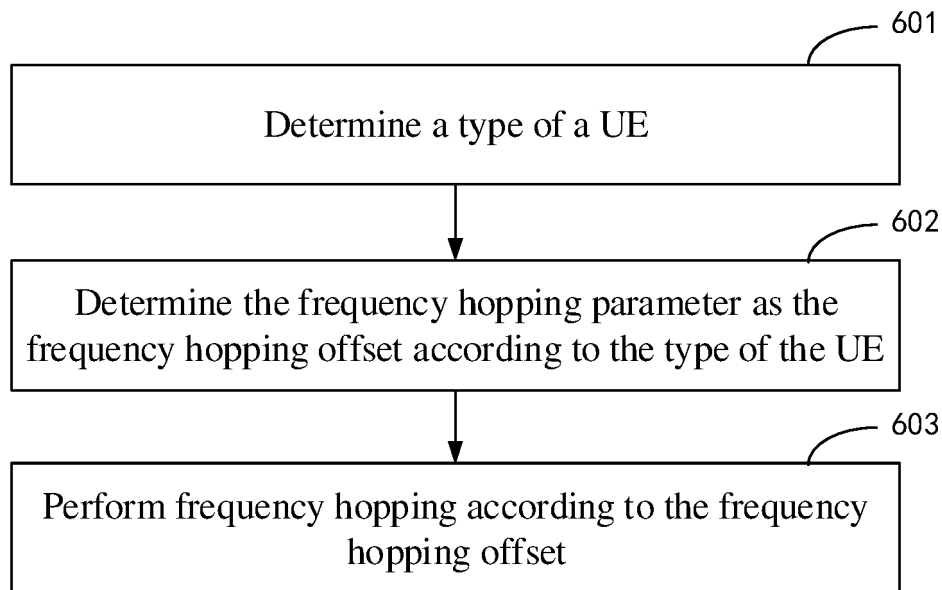 601
Determine a type of a UE
602
Determine the frequency hopping parameter as the
frequency hopping offset according to the type of the UE
603
Perform frequency hopping according to the frequency
hopping offset